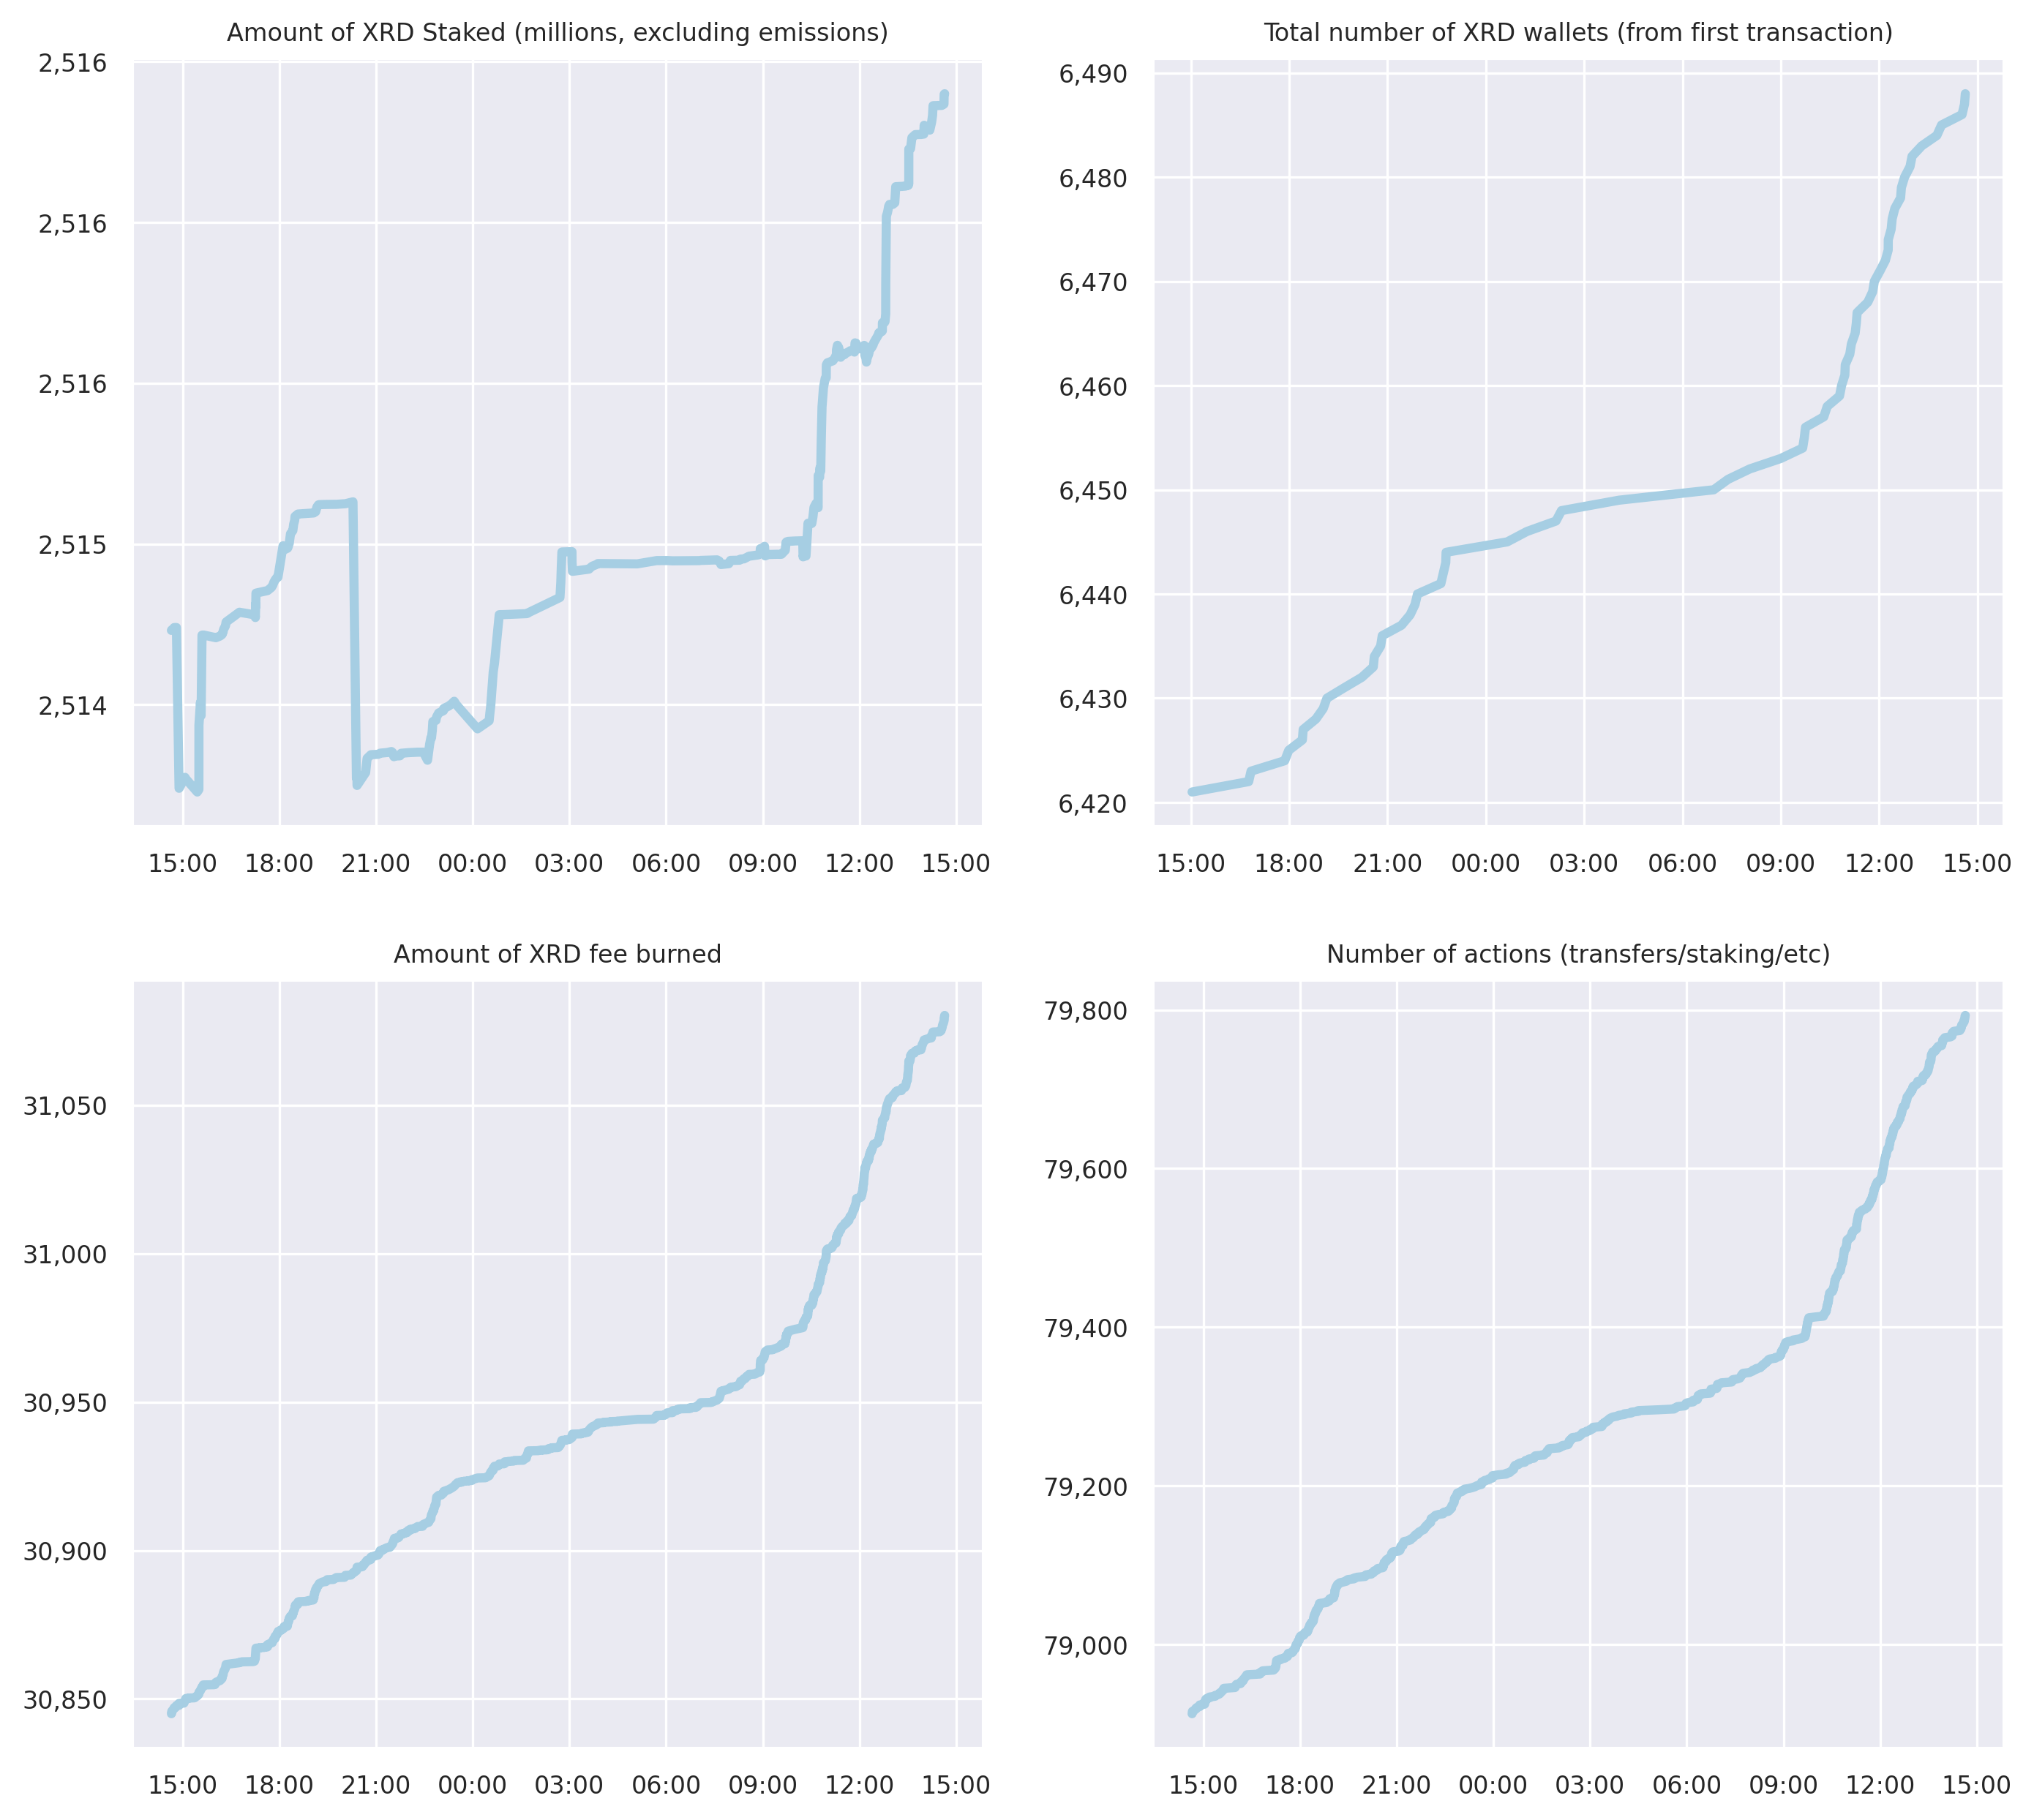 Amount of XRD Staked (millions, excluding emissions)
2,516
2,516
2,516
2,515
2,514
15:00 18:00 21:00 00:00 03:00 06:00 09:00 12:00 15:00
Total number of XRD wallets (from first transaction)
6,490
6,480
6,470
6,460
6,450
6,440
6,430
6,420
15:00 18:00 21:00 00:00 03:00 06:00 09:00 12:00 15:00
Amount of XRD fee burned
31,050
31,000
30,950
30,900
30,850
15:00 18:00 21:00 00:00 03:00 06:00 09:00 12:00 15:00
Number of actions (transfers/staking/etc)
79,800
79,600
79,400
79,200
79,000
15:00 18:00 21:00 00:00 03:00 06:00 09:00 12:00 15:00